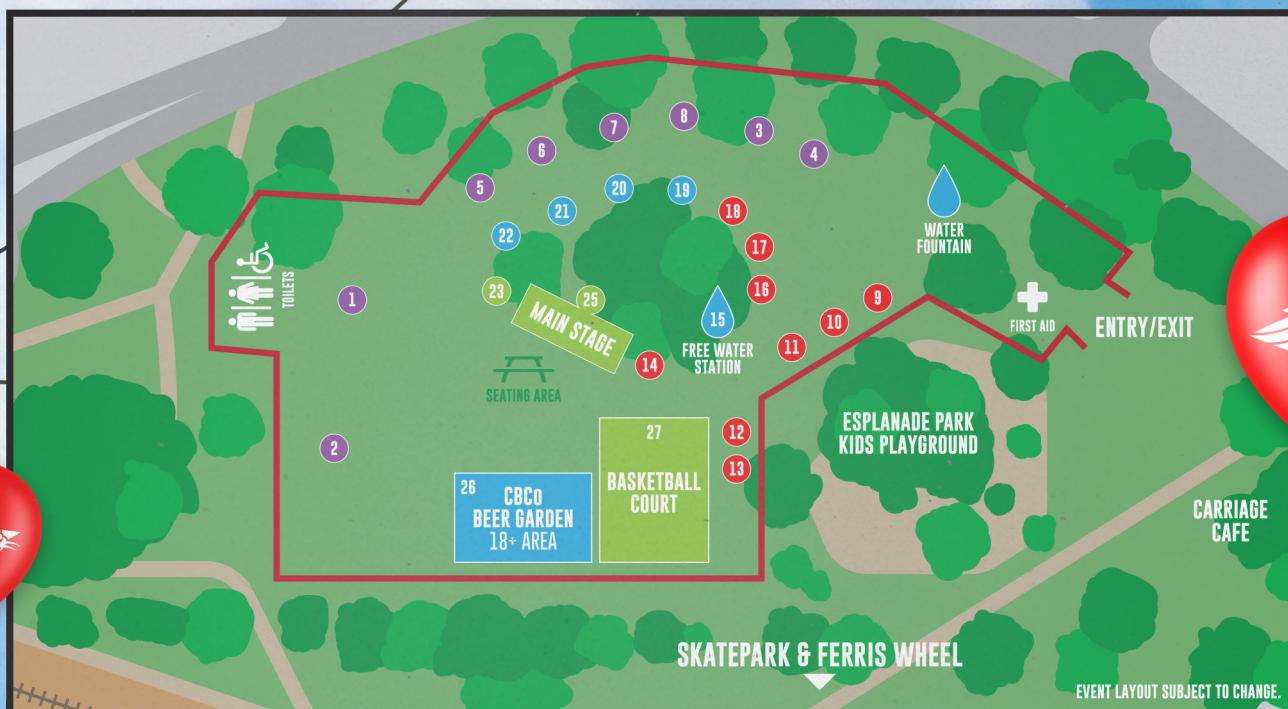 8
7
3
6
4
5
20
19
21
18
22
17
WATER
FOUNTAIN
TOILETS
1
23
25
16
9
MAIN STAGE
15
10
FIRST AID
ENTRY/EXIT
11
FREE WATER
STATION
14
SEATING AREA
2
27
12
13
BASKETBALL
COURT
26
CBCo
BEER GARDEN
18+ AREA
ESPLANADE PARK
KIDS PLAYGROUND
CARRIAGE
CAFE
SKATEPARK & FERRIS WHEEL
EVENT LAYOUT SUBJECT TO CHANGE.